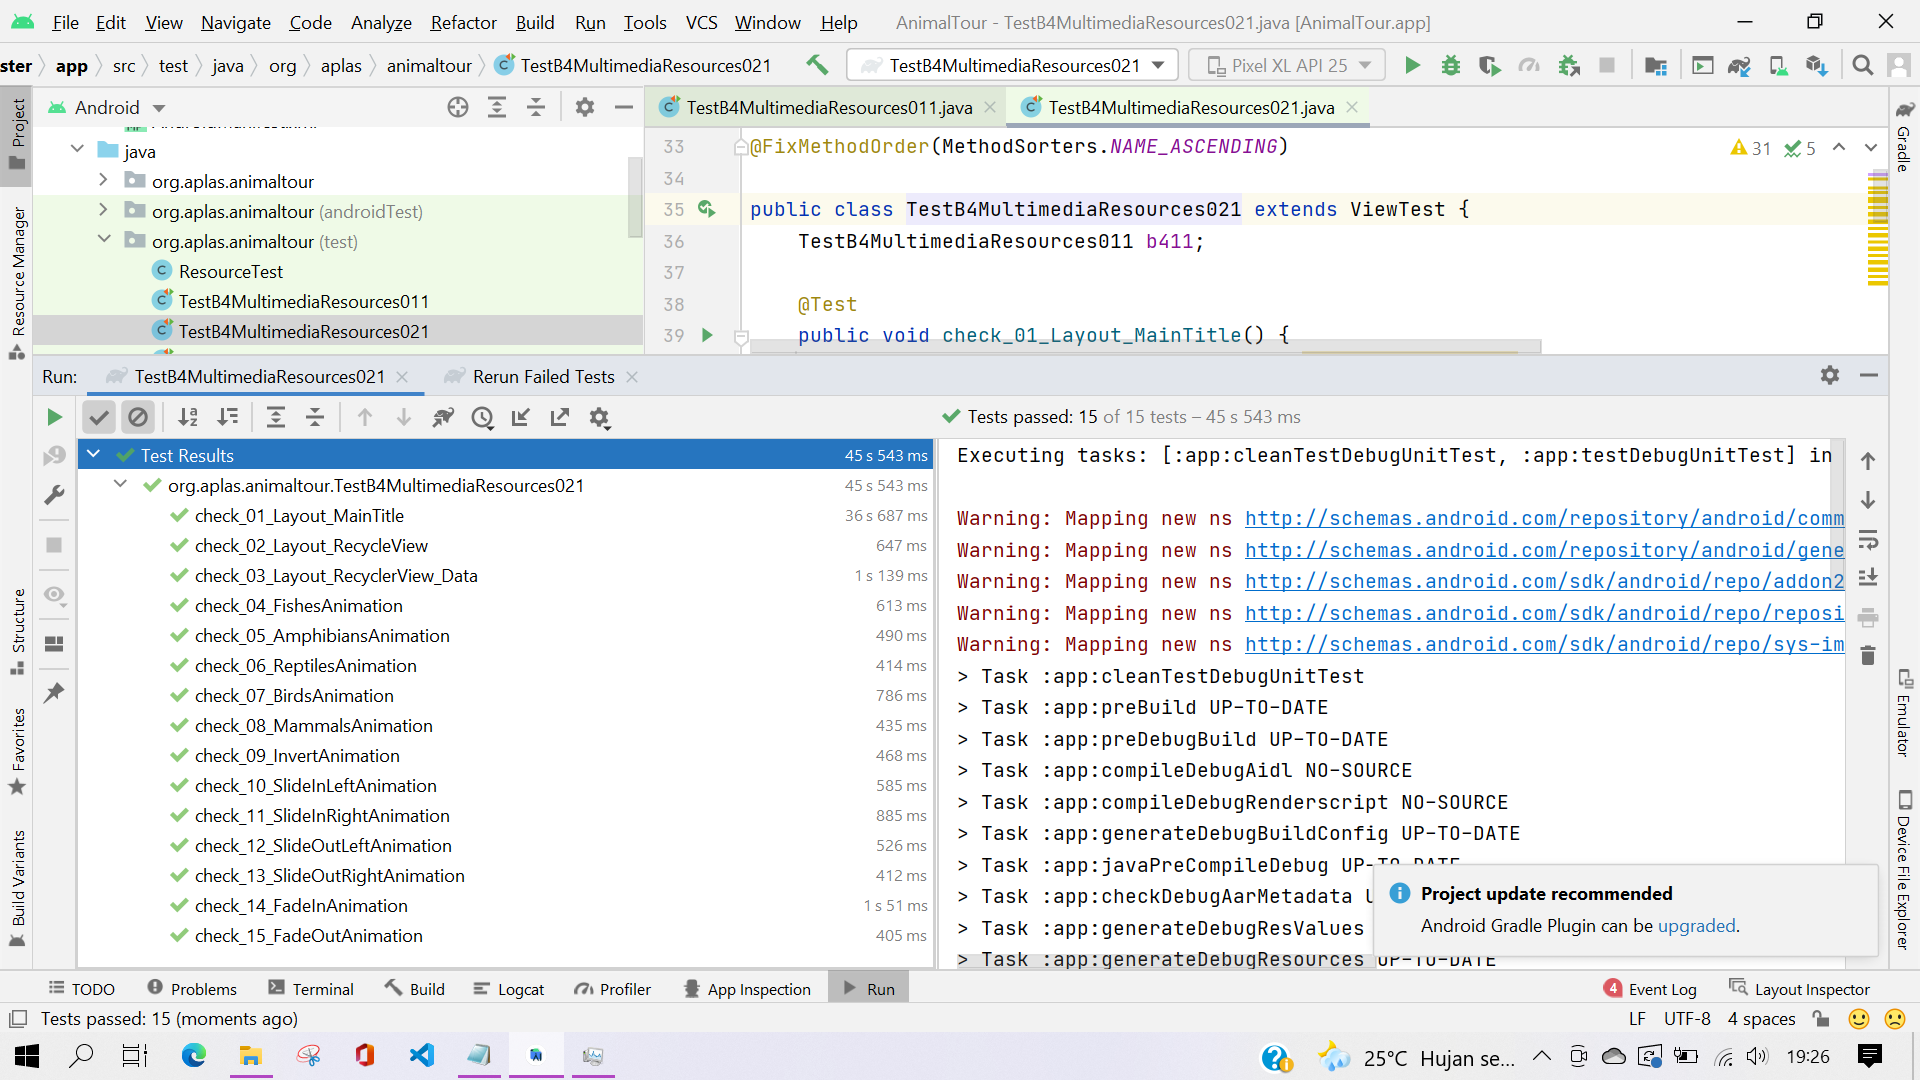 File Edit View Navigate Code Analyze Refactor Build Run Tools VCS Window Help AnimalTour - TestB4MultimediaResources021.java [AnimalTour.app]
ster app src test java org aplas animaltour TestB4MultimediaResources021 TestB4MultimediaResources021 Pixel XL API 25
Android
TestB4MultimediaResources011.java TestB4MultimediaResources021.java
java
org.aplas.animaltour
org.aplas.animaltour (androidTest)
org.aplas.animaltour (test)
ResourceTest
TestB4MultimediaResources011
TestB4MultimediaResources021
33 @FixMethodOrder(MethodSorters.NAME_ASCENDING)
34
35 public class TestB4MultimediaResources021 extends ViewTest {
36 TestB4MultimediaResources011 b411;
37
38 @Test
39 public void check_01_Layout_MainTitle() {
31 5
Project
Resource Manager
Structure
Favorites
Build Variants
Gradle
Emulator
Device File Explorer
Run: TestB4MultimediaResources021 Rerun Failed Tests
Tests passed: 15 of 15 tests – 45 s 543 ms
Test Results 45 s 543 ms
org.aplas.animaltour.TestB4MultimediaResources021 45 s 543 ms
check_01_Layout_MainTitle 36 s 687 ms
check_02_Layout_RecycleView 647 ms
check_03_Layout_RecyclerView_Data 1 s 139 ms
check_04_FishesAnimation 613 ms
check_05_AmphibiansAnimation 490 ms
check_06_ReptilesAnimation 414 ms
check_07_BirdsAnimation 786 ms
check_08_MammalsAnimation 435 ms
check_09_InvertAnimation 468 ms
check_10_SlideInLeftAnimation 585 ms
check_11_SlideInRightAnimation 885 ms
check_12_SlideOutLeftAnimation 526 ms
check_13_SlideOutRightAnimation 412 ms
check_14_FadeInAnimation 1 s 51 ms
check_15_FadeOutAnimation 405 ms
Executing tasks: [:app:cleanTestDebugUnitTest, :app:testDebugUnitTest] in
Warning: Mapping new ns http://schemas.android.com/repository/android/comm
Warning: Mapping new ns http://schemas.android.com/repository/android/gene
Warning: Mapping new ns http://schemas.android.com/sdk/android/repo/addon2
Warning: Mapping new ns http://schemas.android.com/sdk/android/repo/reposi
Warning: Mapping new ns http://schemas.android.com/sdk/android/repo/sys-im
> Task :app:cleanTestDebugUnitTest
> Task :app:preBuild UP-TO-DATE
> Task :app:preDebugBuild UP-TO-DATE
> Task :app:compileDebugAidl NO-SOURCE
> Task :app:compileDebugRenderscript NO-SOURCE
> Task :app:generateDebugBuildConfig UP-TO-DATE
> Task :app:javaPreCompileDebug UP-TO-DATE
> Task :app:checkDebugAarMetadata U
> Task :app:generateDebugResValues
> Task :app:generateDebugResources UP-TO-DATE
Project update recommended
Android Gradle Plugin can be upgraded.
TODO Problems Terminal Build Logcat Profiler App Inspection Run 4 Event Log Layout Inspector
Tests passed: 15 (moments ago) LF UTF-8 4 spaces
25°C Hujan se... 19:26